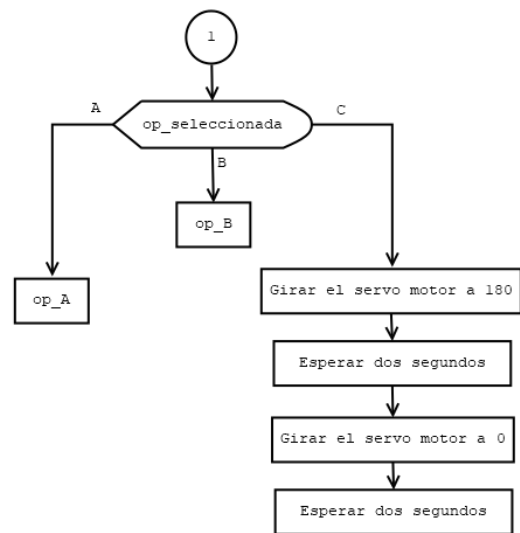 1
op_seleccionada
A
B
C
op_B
op_A
Girar el servo motor a 180
Esperar dos segundos
Girar el servo motor a 0
Esperar dos segundos